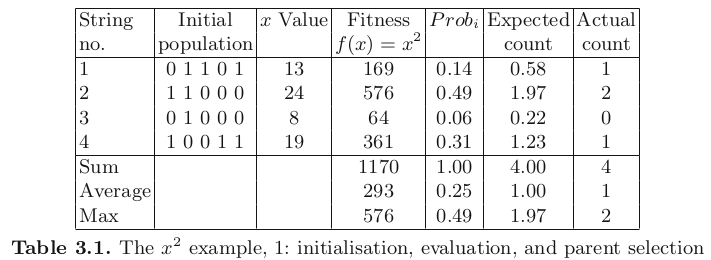 String Initial x Value Fitness Prob_i Expected Actual
no. population f(x) = x² count count
1 0 1 1 0 1 13 169 0.14 0.58 1
2 1 1 0 0 0 24 576 0.49 1.97 2
3 0 1 0 0 0 8 64 0.06 0.22 0
4 1 0 0 1 1 19 361 0.31 1.23 1
Sum 1170 1.00 4.00 4
Average 293 0.25 1.00 1
Max 576 0.49 1.97 2
Table 3.1. The x² example, 1: initialisation, evaluation, and parent selection